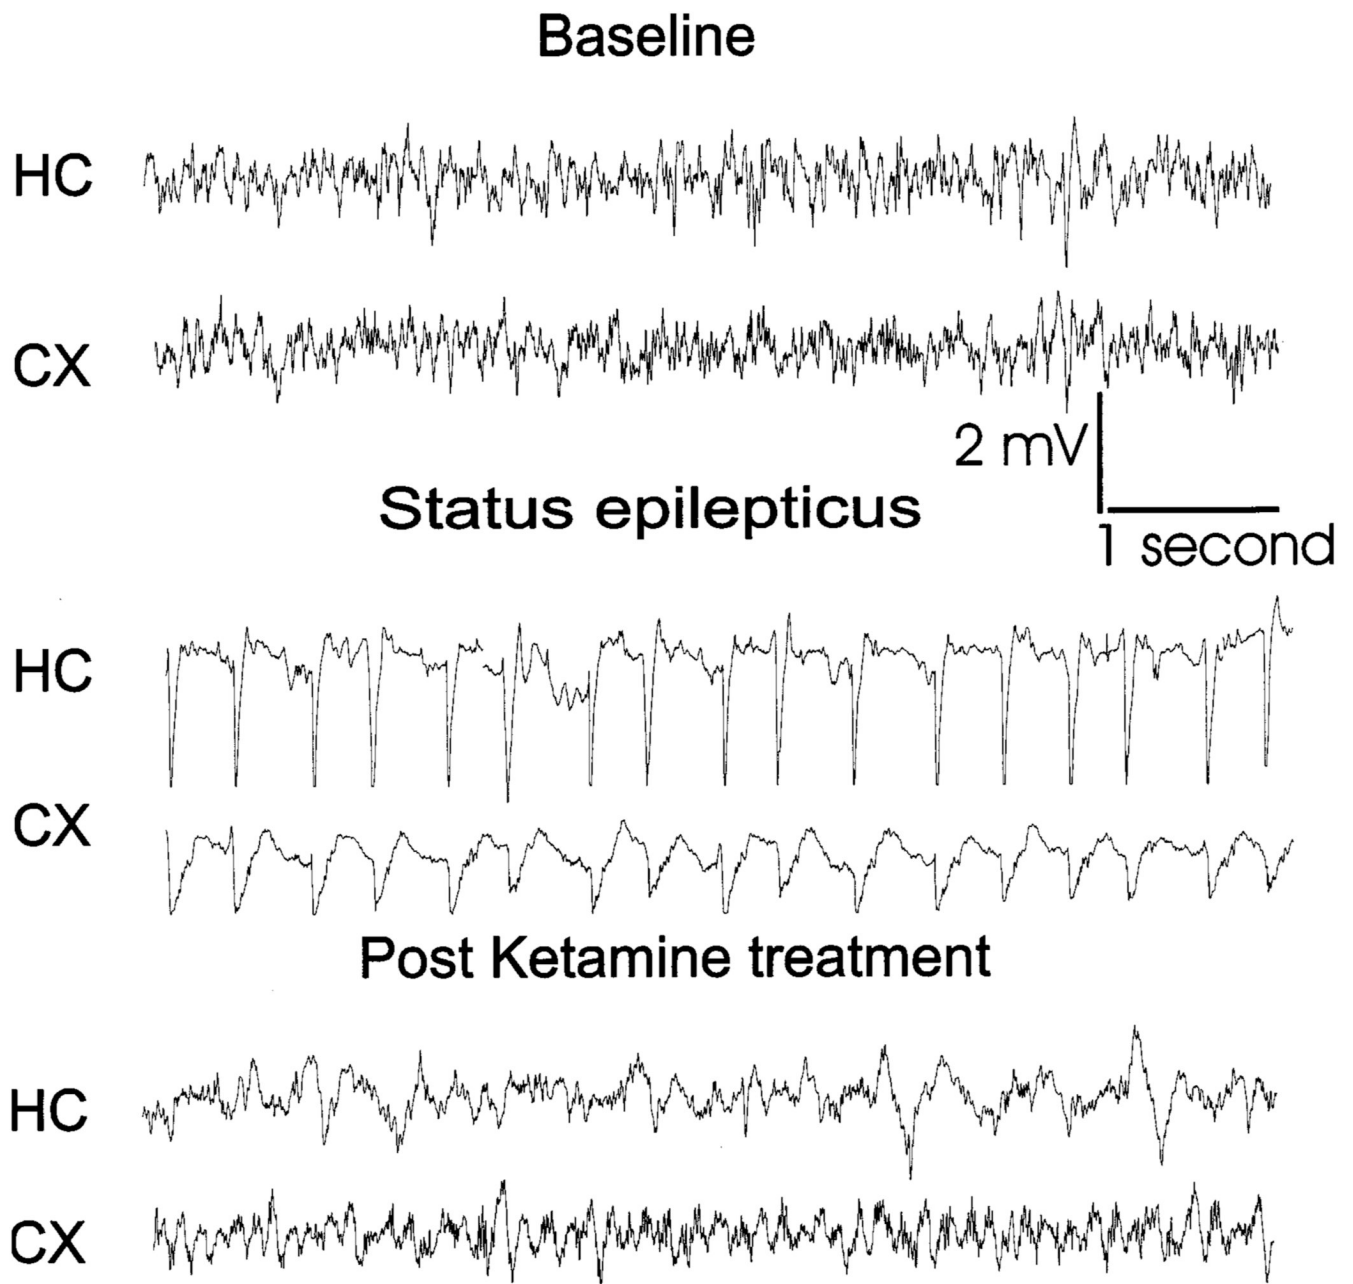 Baseline
HC
CX
2 mV
1 second
Status epilepticus
HC
CX
Post Ketamine treatment
HC
CX